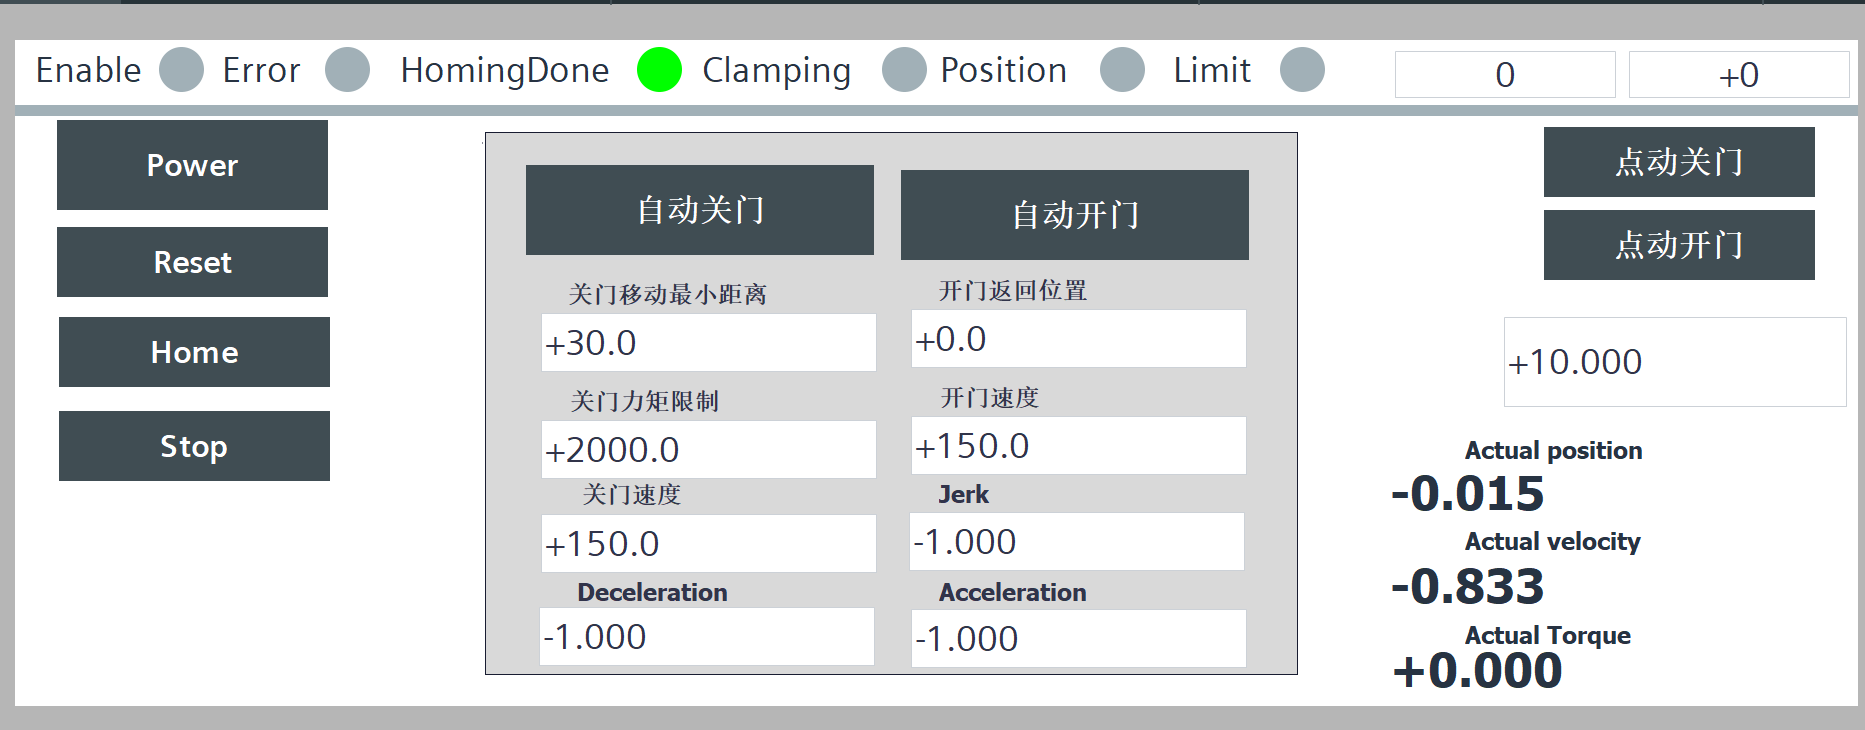 Enable Error HomingDone Clamping Position Limit 0 +0
Power
Reset
Home
Stop
自动关门
关门移动最小距离
+30.0
关门力矩限制
+2000.0
关门速度
+150.0
Deceleration
-1.000
自动开门
开门返回位置
+0.0
开门速度
+150.0
Jerk
-1.000
Acceleration
-1.000
点动关门
点动开门
+10.000
Actual position
-0.015
Actual velocity
-0.833
Actual Torque
+0.000